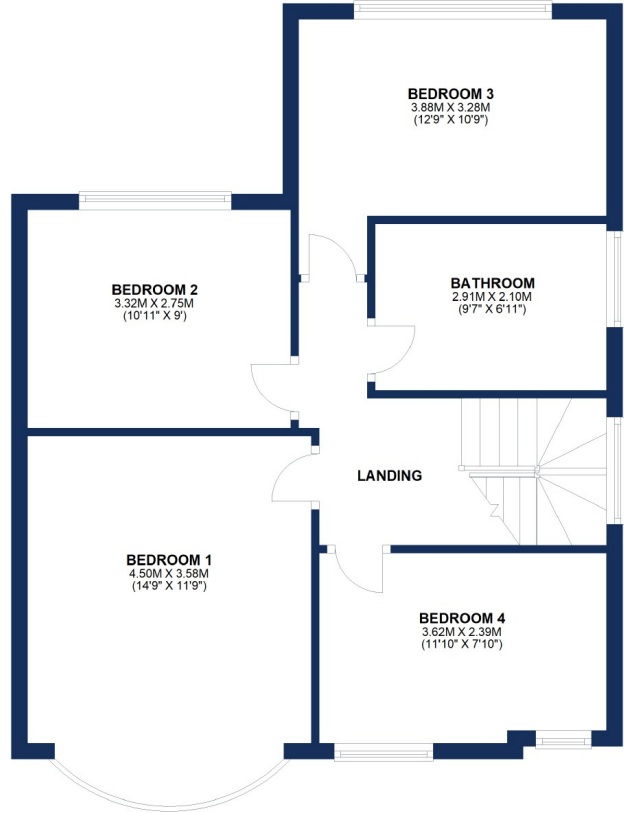 BEDROOM 3
3.88M X 3.28M
(12'9" X 10'9")
BEDROOM 2
3.32M X 2.75M
(10'11" X 9')
BATHROOM
2.91M X 2.10M
(9'7" X 6'11")
LANDING
BEDROOM 1
4.50M X 3.58M
(14'9" X 11'9")
BEDROOM 4
3.62M X 2.39M
(11'10" X 7'10")